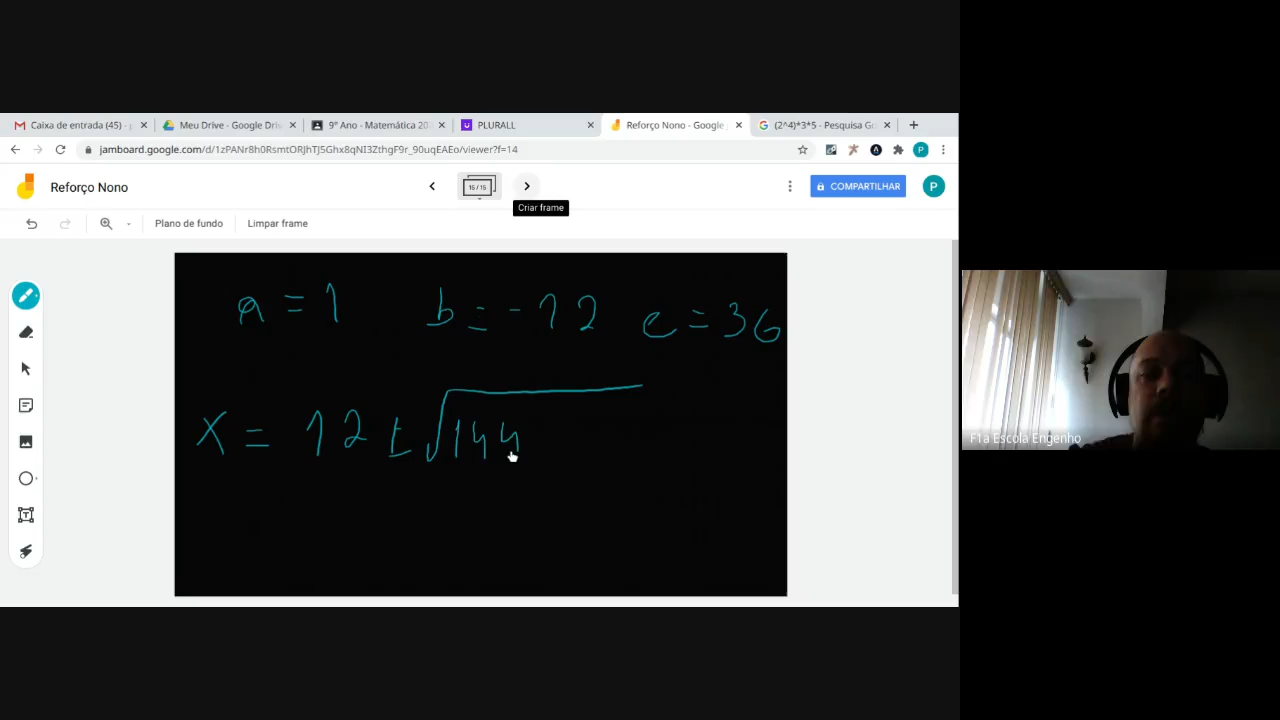 Caixa de entrada (45) - p
Meu Drive - Google Dri
9º Ano - Matemática 20
PLURALL
Reforço Nono - Google
(2^4)*3*5 - Pesquisa G
jamboard.google.com/d/1zPANr8h0RsmtORJhTJ5Ghx8qNI3ZthgF9r_90uqEAEo/viewer?f=14
P
Reforço Nono
15 / 15
COMPARTILHAR
P
Criar frame
Plano de fundo
Limpar frame
a = 1 b = -12 c = 36
x = 12 ± √144
F1a Escola Engenho